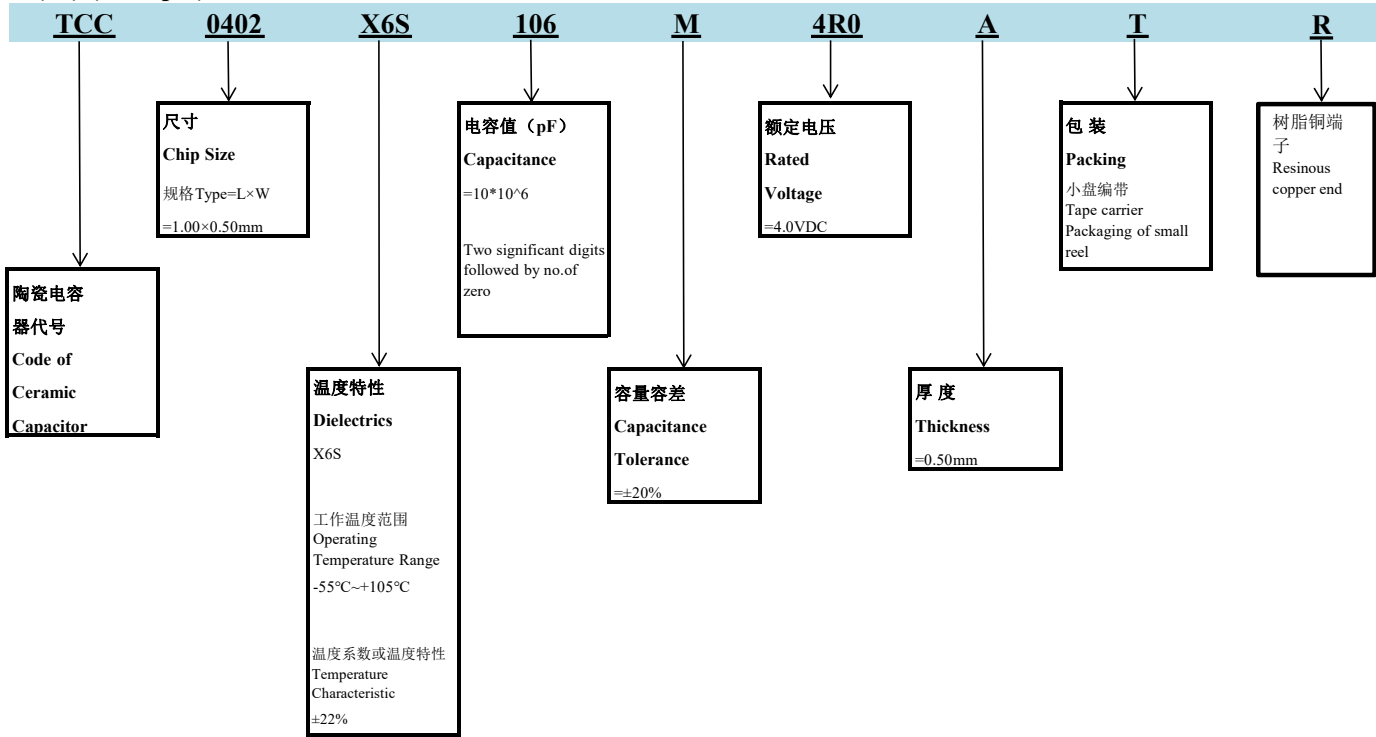 TCC 0402 X6S 106 M 4R0 A T R
陶瓷电容
器代号
Code of
Ceramic
Capacitor
尺寸
Chip Size
规格Type=L×W
=1.00×0.50mm
温度特性
Dielectrics
X6S
工作温度范围
Operating
Temperature Range
-55℃~+105℃
温度系数或温度特性
Temperature
Characteristic
±22%
电容值（pF）
Capacitance
=10*10^6
Two significant digits
followed by no.of
zero
容量容差
Capacitance
Tolerance
=±20%
额定电压
Rated
Voltage
=4.0VDC
厚 度
Thickness
=0.50mm
包 装
Packing
小盘编带
Tape carrier
Packaging of small
reel
树脂铜端
子
Resinous
copper end